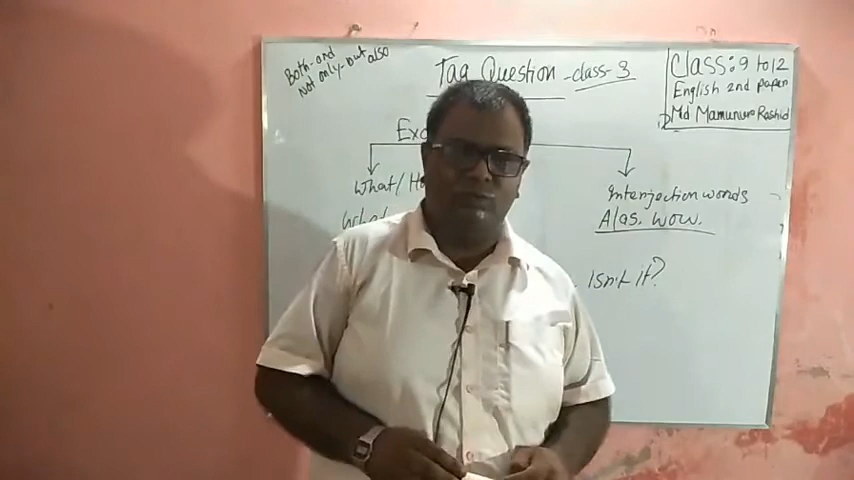 Both-and
Not only-but also
Tag Question -class-3
Class: 9 to 12
English 2nd paper
Md Mamunur Rashid
What/
Interjection words
Alas, wow.
What
Isn't it?